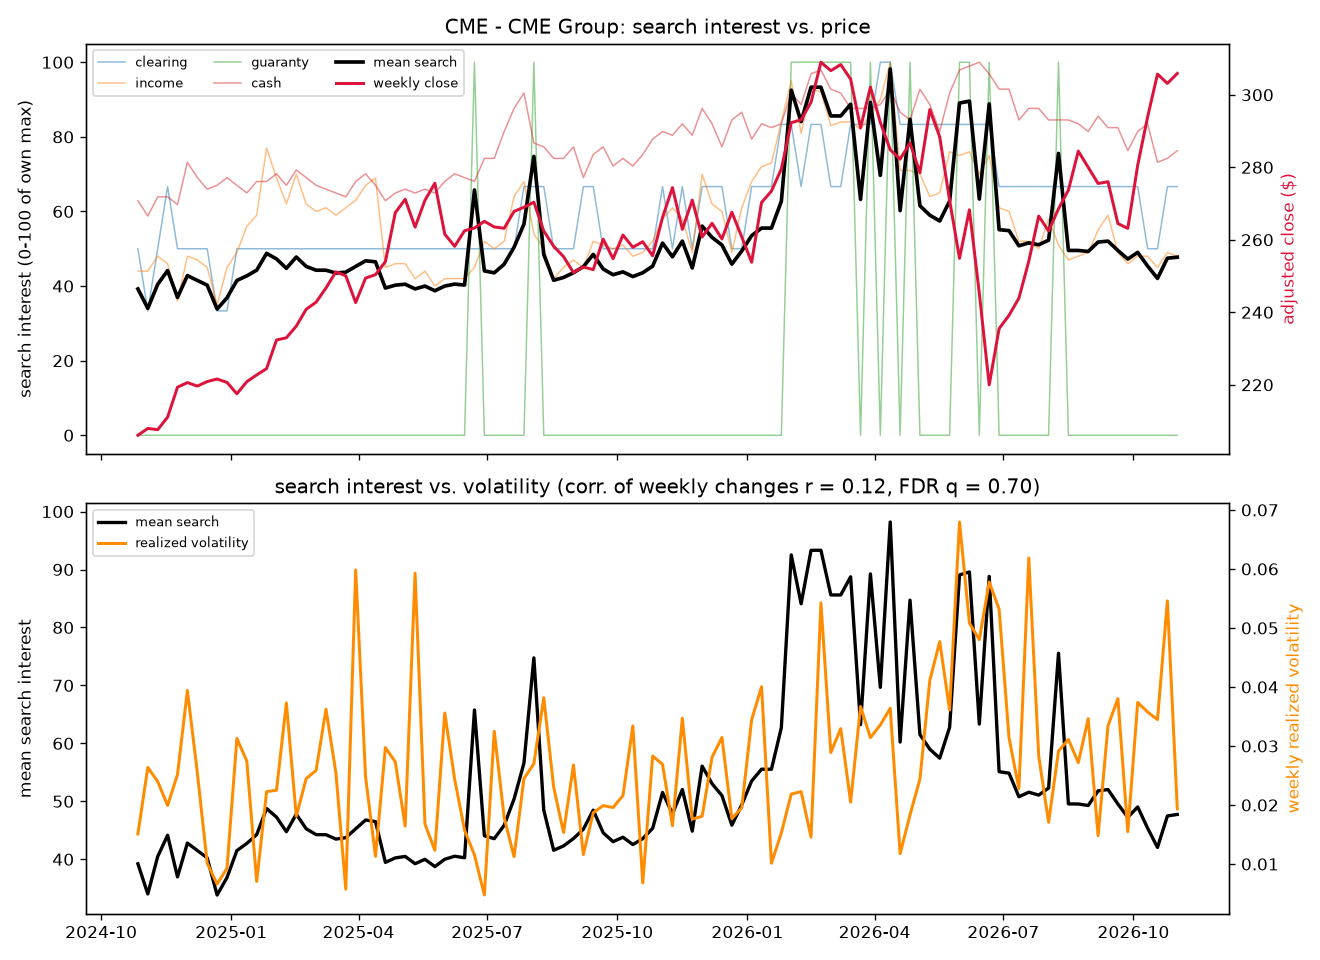 CME - CME Group: search interest vs. price
clearing
income
guaranty
cash
mean search
weekly close
search interest (0-100 of own max)
100
80
60
40
20
0
adjusted close ($)
300
280
260
240
220
search interest vs. volatility (corr. of weekly changes r = 0.12, FDR q = 0.70)
mean search
realized volatility
mean search interest
100
90
80
70
60
50
40
weekly realized volatility
0.07
0.06
0.05
0.04
0.03
0.02
0.01
2024-10 2025-01 2025-04 2025-07 2025-10 2026-01 2026-04 2026-07 2026-10